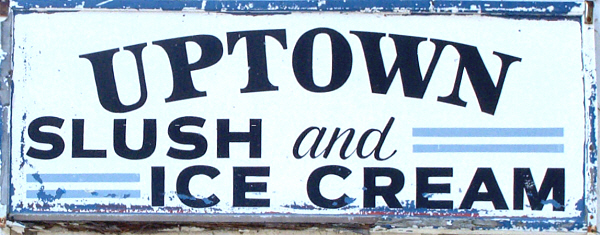 UPTOWN
SLUSH and
ICE CREAM